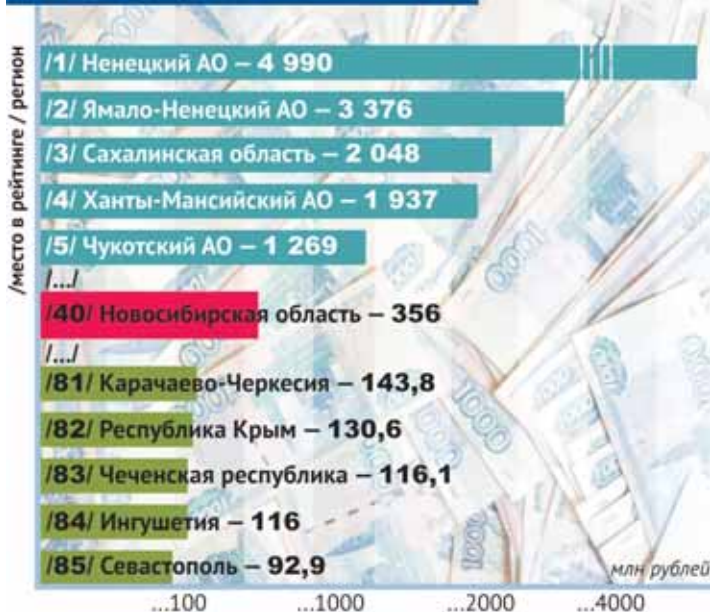 /место в рейтинге / регион
/1/ Ненецкий АО – 4 990
/2/ Ямало-Ненецкий АО – 3 376
/3/ Сахалинская область – 2 048
/4/ Ханты-Мансийский АО – 1 937
/5/ Чукотский АО – 1 269
/.../
/40/ Новосибирская область – 356
/.../
/81/ Карачаево-Черкесия – 143,8
/82/ Республика Крым – 130,6
/83/ Чеченская республика – 116,1
/84/ Ингушетия – 116
/85/ Севастополь – 92,9
млн рублей
...100 ...1000 ...2000 ...4000
1000
1000
1000